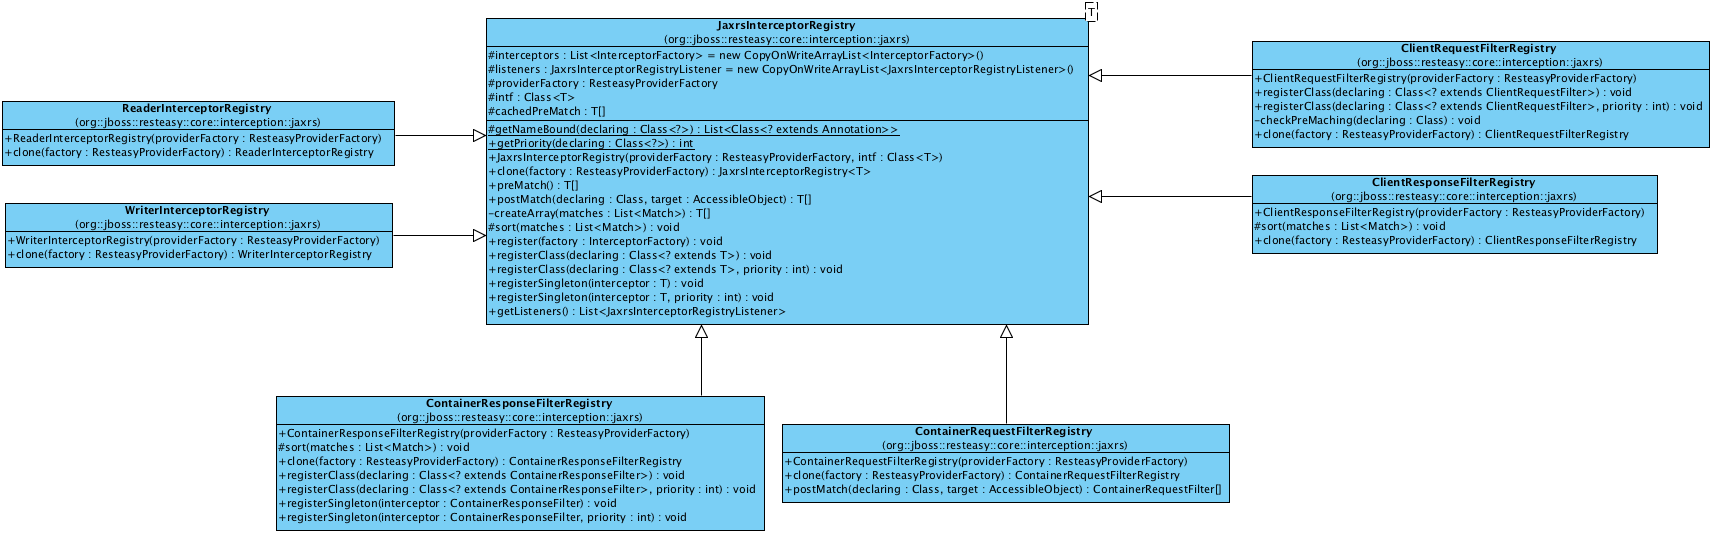 T
JaxrsInterceptorRegistry
(org::jboss::resteasy::core::interception::jaxrs)
#interceptors : List<InterceptorFactory> = new CopyOnWriteArrayList<InterceptorFactory>()
#listeners : JaxrsInterceptorRegistryListener = new CopyOnWriteArrayList<JaxrsInterceptorRegistryListener>()
#providerFactory : ResteasyProviderFactory
#intf : Class<T>
#cachedPreMatch : T[]
#getNameBound(declaring : Class<?>) : List<Class<? extends Annotation>>
+getPriority(declaring : Class<?>) : int
+JaxrsInterceptorRegistry(providerFactory : ResteasyProviderFactory, intf : Class<T>)
+clone(factory : ResteasyProviderFactory) : JaxrsInterceptorRegistry<T>
+preMatch() : T[]
+postMatch(declaring : Class, target : AccessibleObject) : T[]
-createArray(matches : List<Match>) : T[]
#sort(matches : List<Match>) : void
+register(factory : InterceptorFactory) : void
+registerClass(declaring : Class<? extends T>) : void
+registerClass(declaring : Class<? extends T>, priority : int) : void
+registerSingleton(interceptor : T) : void
+registerSingleton(interceptor : T, priority : int) : void
+getListeners() : List<JaxrsInterceptorRegistryListener>
ReaderInterceptorRegistry
(org::jboss::resteasy::core::interception::jaxrs)
+ReaderInterceptorRegistry(providerFactory : ResteasyProviderFactory)
+clone(factory : ResteasyProviderFactory) : ReaderInterceptorRegistry
WriterInterceptorRegistry
(org::jboss::resteasy::core::interception::jaxrs)
+WriterInterceptorRegistry(providerFactory : ResteasyProviderFactory)
+clone(factory : ResteasyProviderFactory) : WriterInterceptorRegistry
ClientRequestFilterRegistry
(org::jboss::resteasy::core::interception::jaxrs)
+ClientRequestFilterRegistry(providerFactory : ResteasyProviderFactory)
+registerClass(declaring : Class<? extends ClientRequestFilter>) : void
+registerClass(declaring : Class<? extends ClientRequestFilter>, priority : int) : void
-checkPreMaching(declaring : Class) : void
+clone(factory : ResteasyProviderFactory) : ClientRequestFilterRegistry
ClientResponseFilterRegistry
(org::jboss::resteasy::core::interception::jaxrs)
+ClientResponseFilterRegistry(providerFactory : ResteasyProviderFactory)
#sort(matches : List<Match>) : void
+clone(factory : ResteasyProviderFactory) : ClientResponseFilterRegistry
ContainerResponseFilterRegistry
(org::jboss::resteasy::core::interception::jaxrs)
+ContainerResponseFilterRegistry(providerFactory : ResteasyProviderFactory)
#sort(matches : List<Match>) : void
+clone(factory : ResteasyProviderFactory) : ContainerResponseFilterRegistry
+registerClass(declaring : Class<? extends ContainerResponseFilter>) : void
+registerClass(declaring : Class<? extends ContainerResponseFilter>, priority : int) : void
+registerSingleton(interceptor : ContainerResponseFilter) : void
+registerSingleton(interceptor : ContainerResponseFilter, priority : int) : void
ContainerRequestFilterRegistry
(org::jboss::resteasy::core::interception::jaxrs)
+ContainerRequestFilterRegistry(providerFactory : ResteasyProviderFactory)
+clone(factory : ResteasyProviderFactory) : ContainerRequestFilterRegistry
+postMatch(declaring : Class, target : AccessibleObject) : ContainerRequestFilter[]